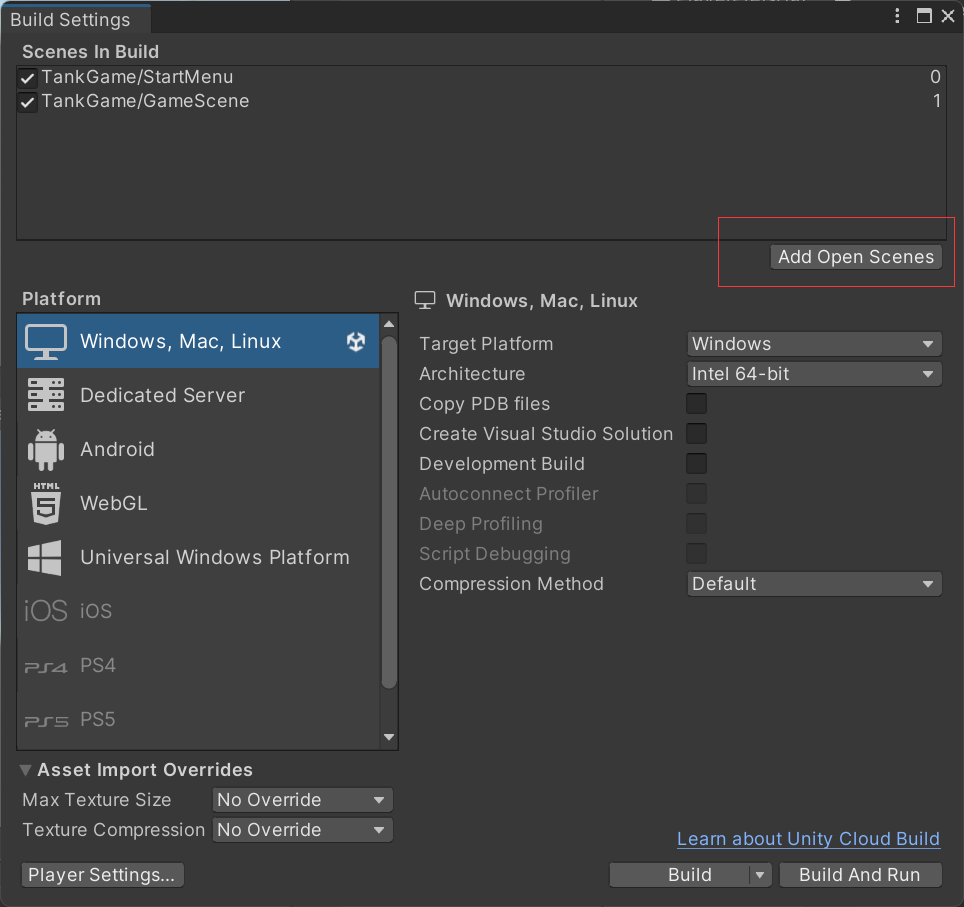 Build Settings
Scenes In Build
TankGame/StartMenu 0
TankGame/GameScene 1
Add Open Scenes
Platform
Windows, Mac, Linux
Dedicated Server
Android
HTML
5
WebGL
Universal Windows Platform
iOS iOS
PS4 PS4
PS5 PS5
Windows, Mac, Linux
Target Platform Windows
Architecture Intel 64-bit
Copy PDB files
Create Visual Studio Solution
Development Build
Autoconnect Profiler
Deep Profiling
Script Debugging
Compression Method Default
Asset Import Overrides
Max Texture Size No Override
Texture Compression No Override
Learn about Unity Cloud Build
Player Settings... Build Build And Run